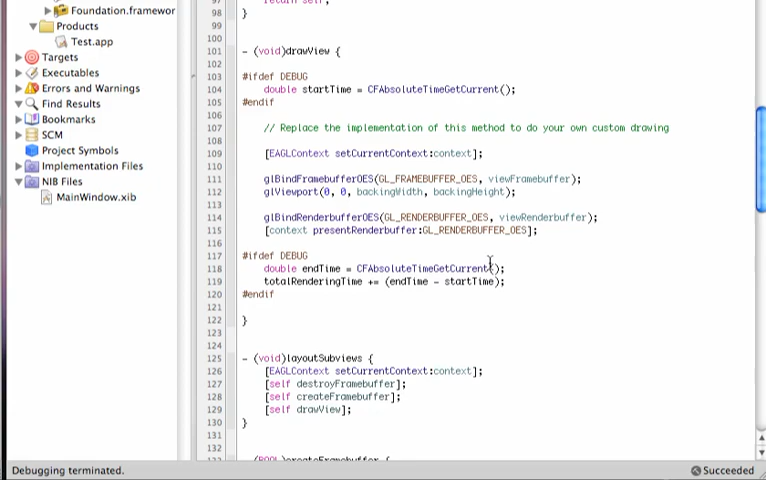 Foundation.framewor
Products
Test.app
Targets
Executables
Errors and Warnings
Find Results
Bookmarks
SCM
Project Symbols
Implementation Files
NIB Files
MainWindow.xib
98 }
99
100
101 - (void)drawView {
102
103 #ifdef DEBUG
104 double startTime = CFAbsoluteTimeGetCurrent();
105 #endif
106
107 // Replace the implementation of this method to do your own custom drawing
108
109 [EAGLContext setCurrentContext:context];
110
111 glBindFramebufferOES(GL_FRAMEBUFFER_OES, viewFramebuffer);
112 glViewport(0, 0, backingWidth, backingHeight);
113
114 glBindRenderbufferOES(GL_RENDERBUFFER_OES, viewRenderbuffer);
115 [context presentRenderbuffer:GL_RENDERBUFFER_OES];
116
117 #ifdef DEBUG
118 double endTime = CFAbsoluteTimeGetCurrent();
119 totalRenderingTime += (endTime - startTime);
120 #endif
121
122 }
123
124
125 - (void)layoutSubviews {
126 [EAGLContext setCurrentContext:context];
127 [self destroyFramebuffer];
128 [self createFramebuffer];
129 [self drawView];
130 }
131
132
Debugging terminated.
Succeeded